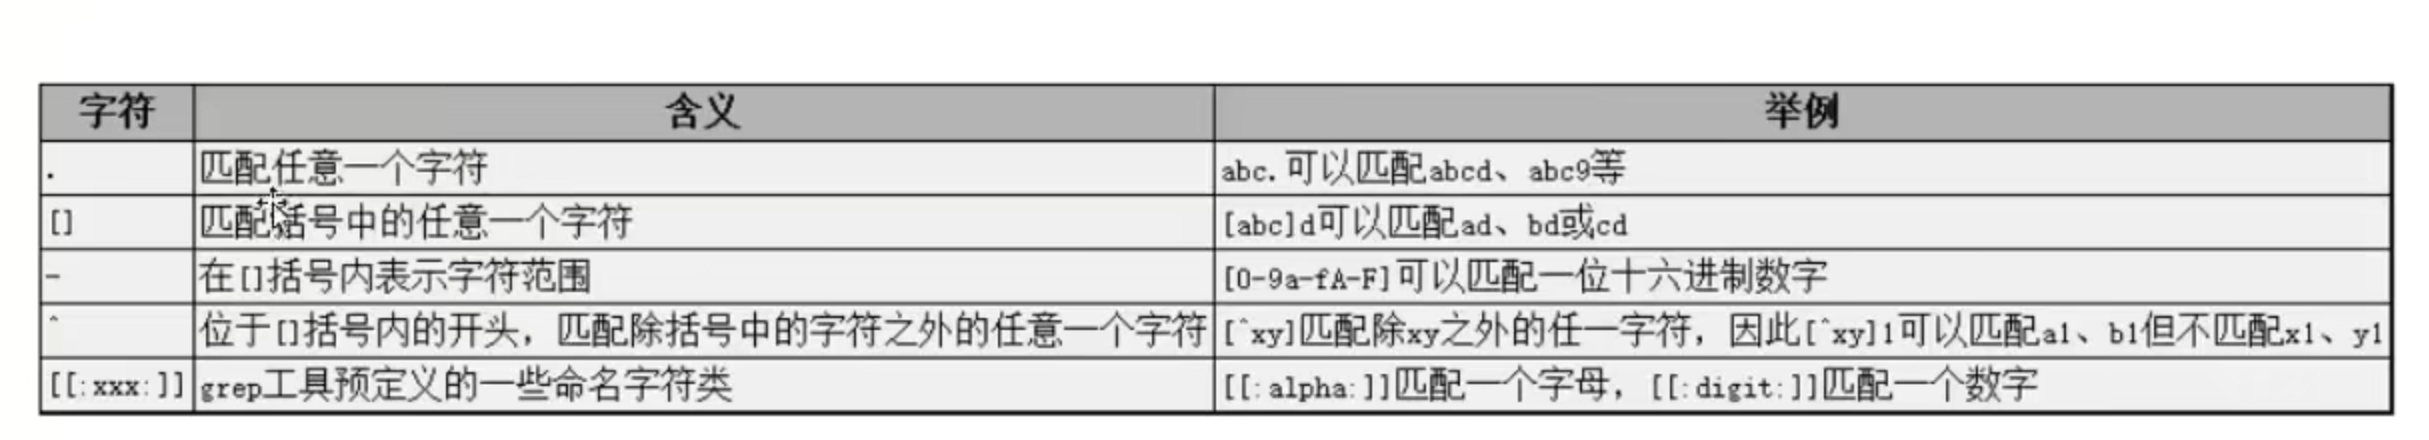 字符 含义 举例
. 匹配任意一个字符 abc.可以匹配abcd、abc9等
[] 匹配括号中的任意一个字符 [abc]d可以匹配ad、bd或cd
- 在[]括号内表示字符范围 [0-9a-fA-F]可以匹配一位十六进制数字
^ 位于[]括号内的开头，匹配除括号中的字符之外的任意一个字符 [^xy]匹配除xy之外的任一字符，因此[^xy]1可以匹配a1、b1但不匹配x1、y1
[[:xxx:]] grep工具预定义的一些命名字符类 [[:alpha:]]匹配一个字母，[[:digit:]]匹配一个数字